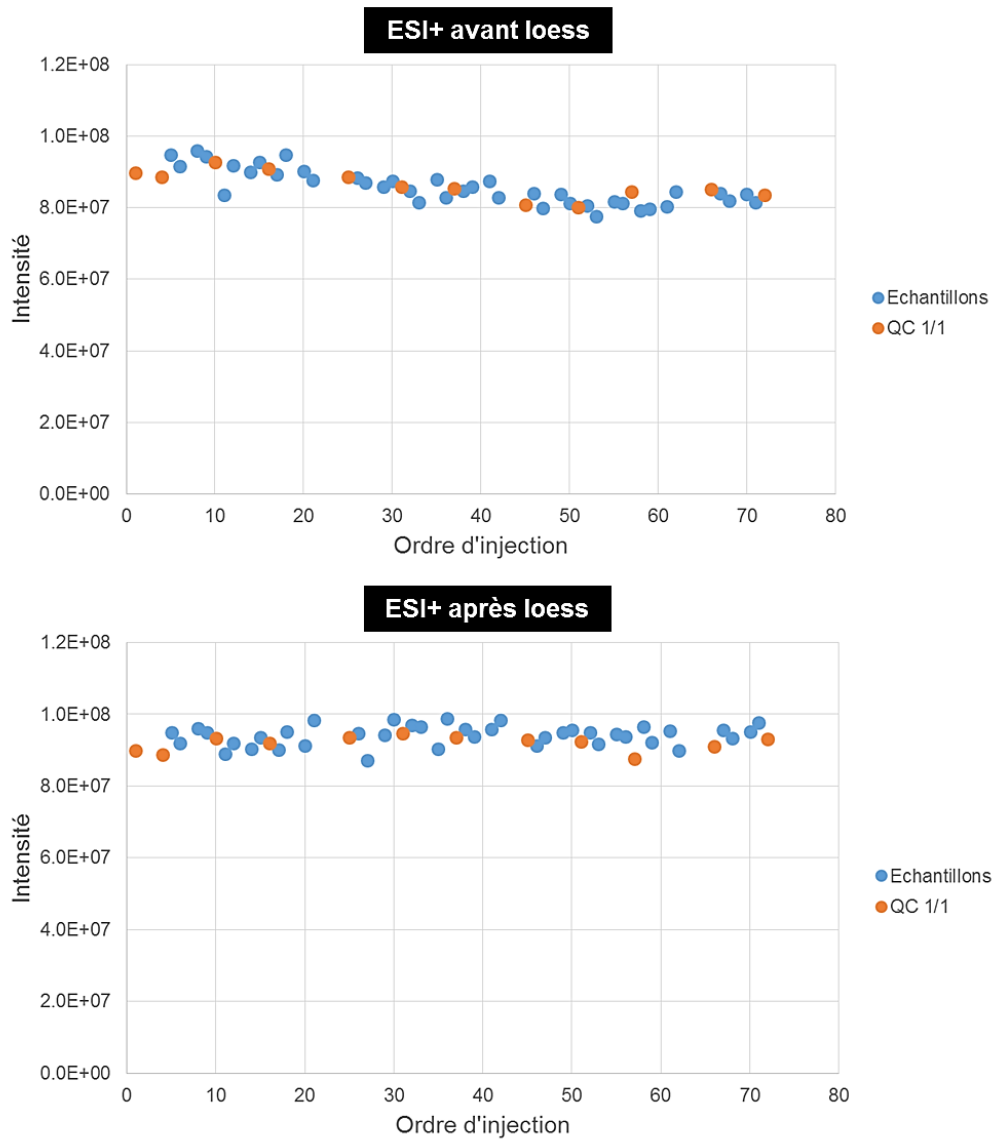 ESI+ avant loess
1.2E+08
1.0E+08
8.0E+07
6.0E+07
4.0E+07
2.0E+07
0.0E+00
Intensité
0 10 20 30 40 50 60 70 80
Ordre d'injection
Echantillons
QC 1/1
ESI+ après loess
1.2E+08
1.0E+08
8.0E+07
6.0E+07
4.0E+07
2.0E+07
0.0E+00
Intensité
0 10 20 30 40 50 60 70 80
Ordre d'injection
Echantillons
QC 1/1